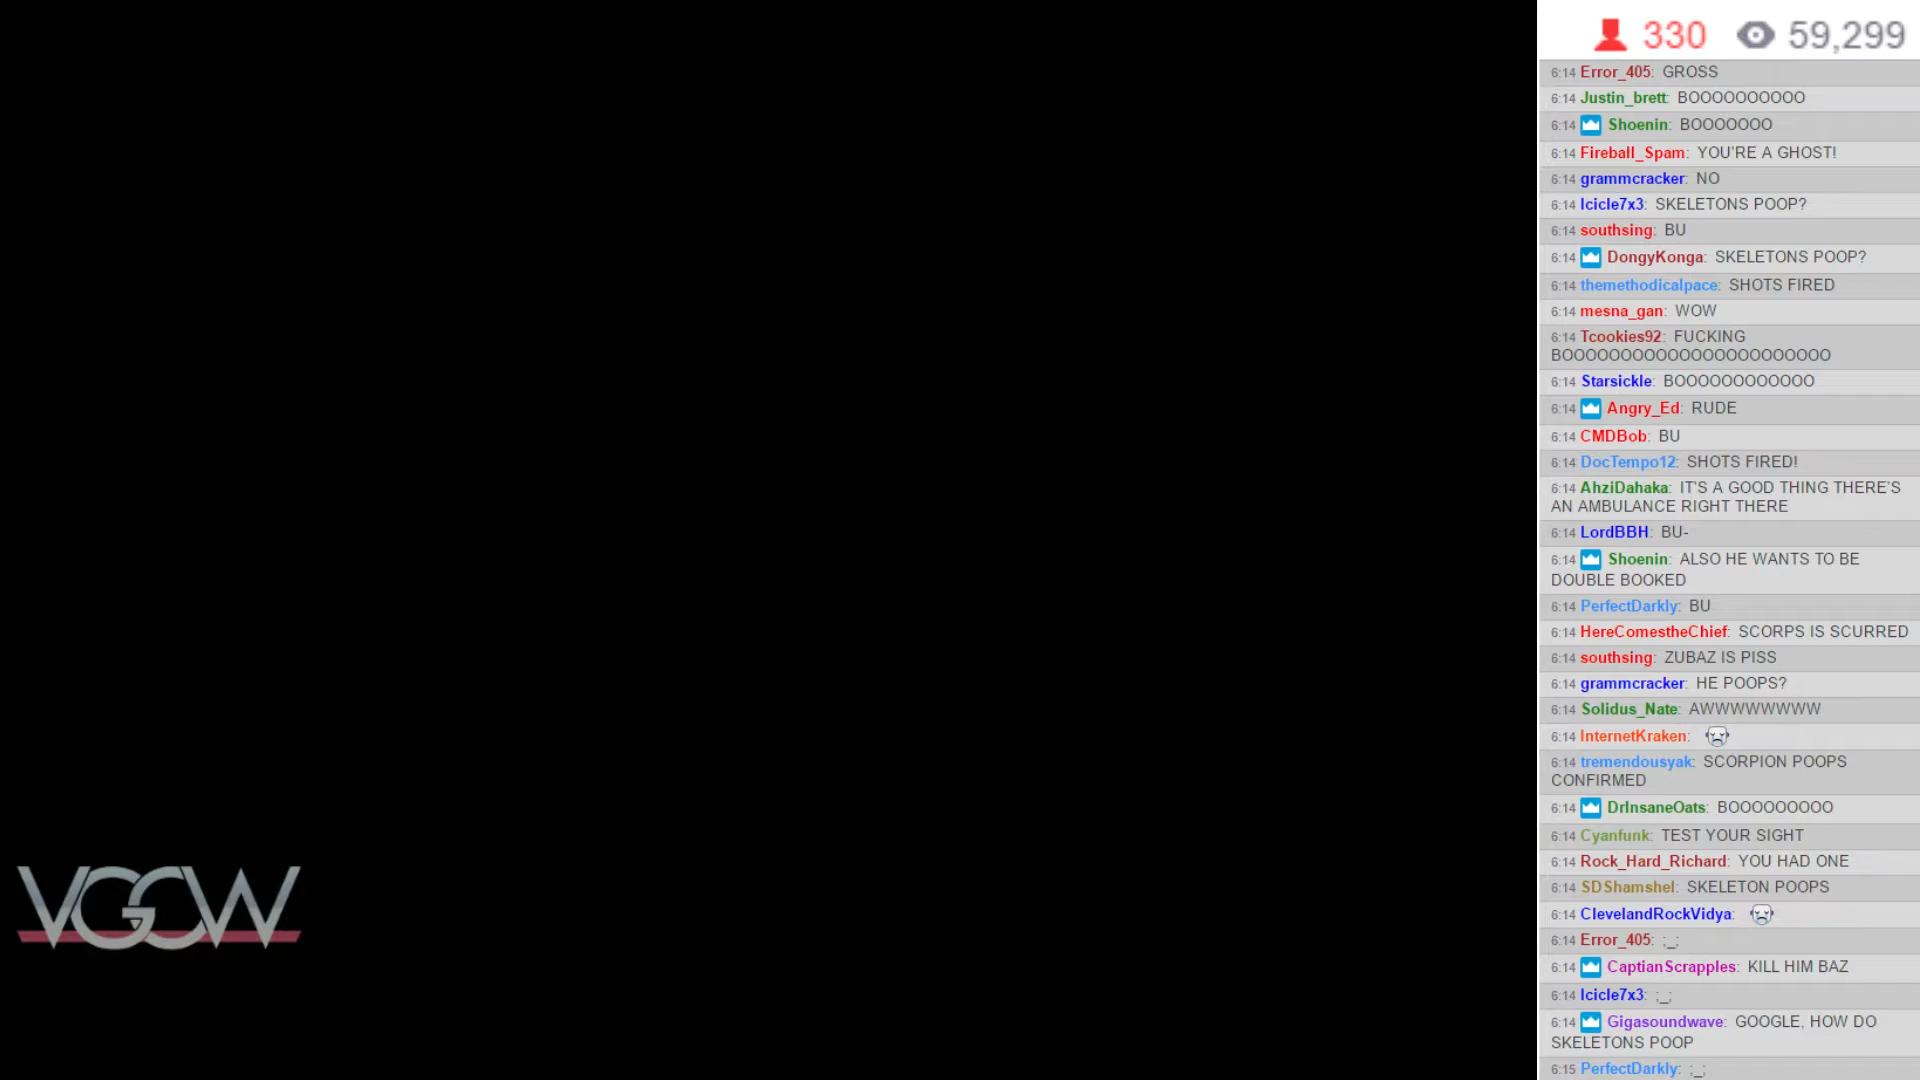 330 59,299
6:14 Error_405: GROSS
6:14 Justin_brett: BOOOOOOOOOO
6:14 Shoenin: BOOOOOOO
6:14 Fireball_Spam: YOU'RE A GHOST!
6:14 grammcracker: NO
6:14 Icicle7x3: SKELETONS POOP?
6:14 southsing: BU
6:14 DongyKonga: SKELETONS POOP?
6:14 themethodicalpace: SHOTS FIRED
6:14 mesna_gan: WOW
6:14 Tcookies92: FUCKING
BOOOOOOOOOOOOOOOOOOOOOOO
6:14 Starsickle: BOOOOOOOOOOOO
6:14 Angry_Ed: RUDE
6:14 CMDBob: BU
6:14 DocTempo12: SHOTS FIRED!
6:14 AhziDahaka: IT'S A GOOD THING THERE'S
AN AMBULANCE RIGHT THERE
6:14 LordBBH: BU-
6:14 Shoenin: ALSO HE WANTS TO BE
DOUBLE BOOKED
6:14 PerfectDarkly: BU
6:14 HereComestheChief: SCORPS IS SCURRED
6:14 southsing: ZUBAZ IS PISS
6:14 grammcracker: HE POOPS?
6:14 Solidus_Nate: AWWWWWWWW
6:14 InternetKraken:
6:14 tremendousyak: SCORPION POOPS
CONFIRMED
6:14 DrInsaneOats: BOOOOOOOOO
6:14 Cyanfunk: TEST YOUR SIGHT
6:14 Rock_Hard_Richard: YOU HAD ONE
6:14 SDShamshel: SKELETON POOPS
6:14 ClevelandRockVidya:
6:14 Error_405: ;_;
6:14 CaptianScrapples: KILL HIM BAZ
6:14 Icicle7x3: ;_;
6:14 Gigasoundwave: GOOGLE, HOW DO
SKELETONS POOP
6:15 PerfectDarkly: ;_;
VGCW